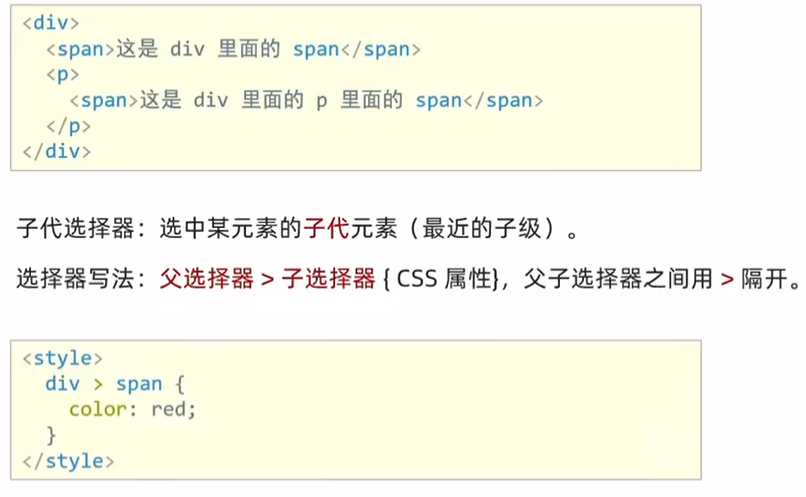 <div>
  <span>这是 div 里面的 span</span>
  <p>
    <span>这是 div 里面的 p 里面的 span</span>
  </p>
</div>
子代选择器：选中某元素的子代元素（最近的子级）。
选择器写法：父选择器 > 子选择器 { CSS 属性}，父子选择器之间用 > 隔开。
<style>
  div > span {
    color: red;
  }
</style>